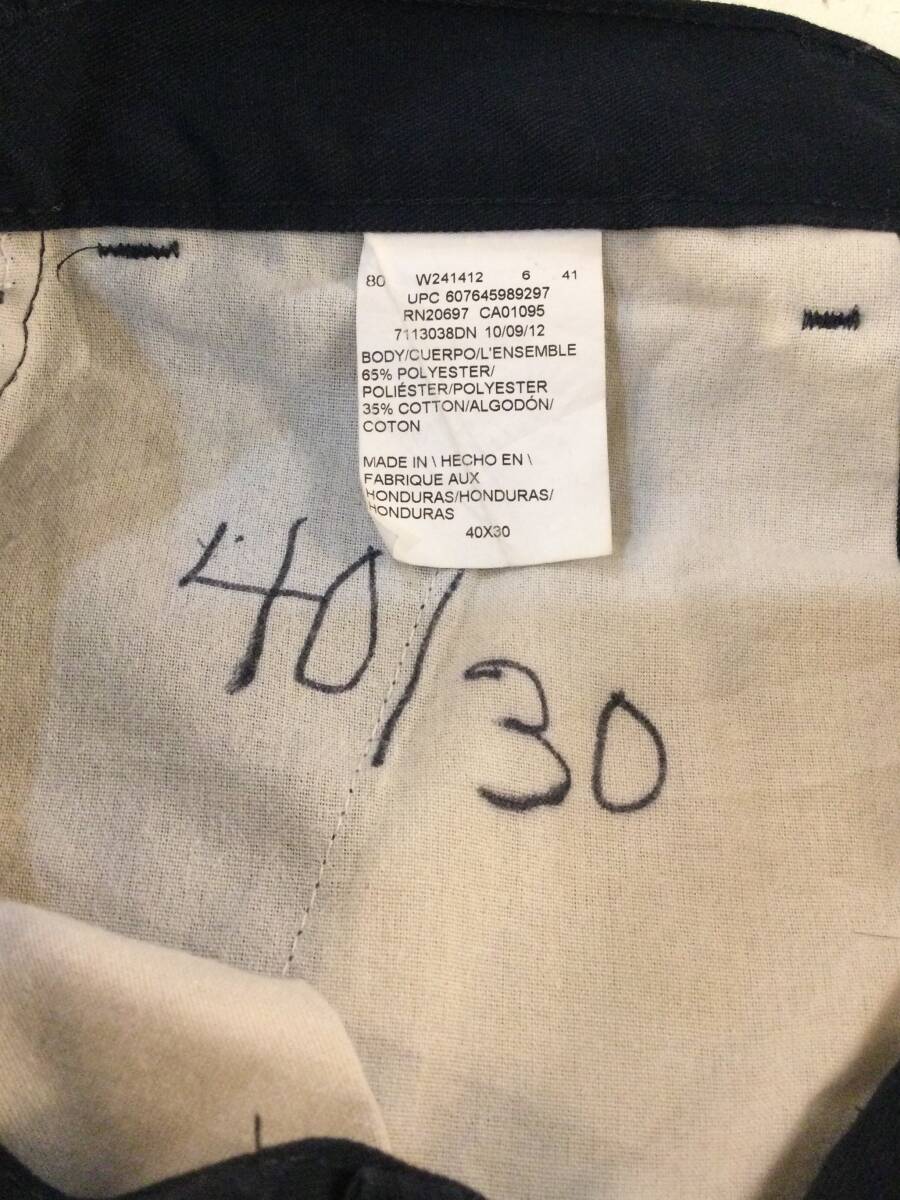 80 W241412 6 41
UPC 607645989297
RN20697 CA01095
7113038DN 10/09/12
BODY/CUERPO/L'ENSEMBLE
65% POLYESTER/
POLIÉSTER/POLYESTER
35% COTTON/ALGODÓN/
COTON
MADE IN \ HECHO EN \
FABRIQUE AUX
HONDURAS/HONDURAS/
HONDURAS
40X30
40/30